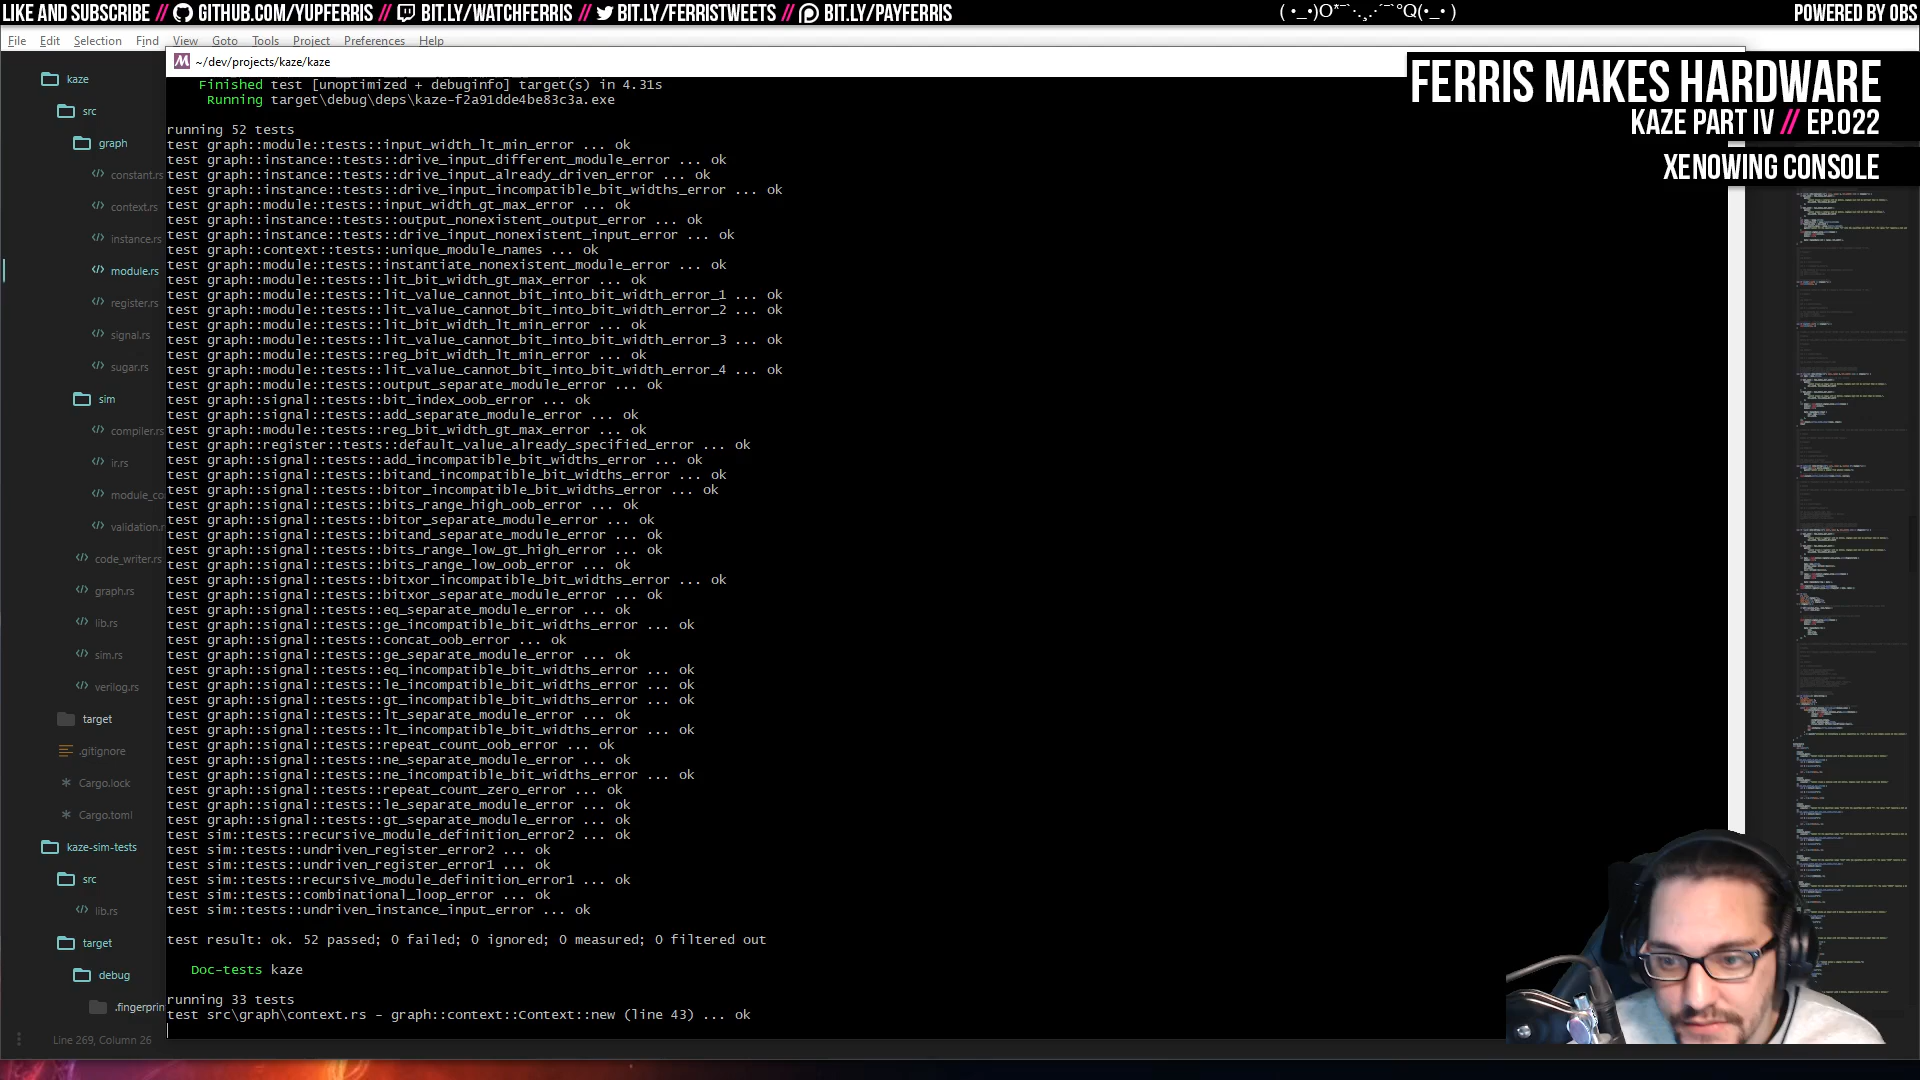 LIKE AND SUBSCRIBE // GITHUB.COM/YUPFERRIS // BIT.LY/WATCHFERRIS // BIT.LY/FERRISTWEETS // BIT.LY/PAYFERRIS
POWERED BY OBS
File Edit Selection Find View Goto Tools Project Preferences Help
~/dev/projects/kaze/kaze
FERRIS MAKES HARDWARE
KAZE PART IV // EP.022
XENOWING CONSOLE
kaze
src
graph
constant.rs
context.rs
instance.rs
module.rs
register.rs
signal.rs
sugar.rs
sim
compiler.rs
ir.rs
module_co
validation.r
code_writer.rs
graph.rs
lib.rs
sim.rs
verilog.rs
target
.gitignore
Cargo.lock
Cargo.toml
kaze-sim-tests
src
lib.rs
target
debug
.fingerprin
Line 269, Column 26
Finished test [unoptimized + debuginfo] target(s) in 4.31s
Running target\debug\deps\kaze-f2a91dde4be83c3a.exe
running 52 tests
test graph::module::tests::input_width_lt_min_error ... ok
test graph::instance::tests::drive_input_different_module_error ... ok
test graph::instance::tests::drive_input_already_driven_error ... ok
test graph::instance::tests::drive_input_incompatible_bit_widths_error ... ok
test graph::module::tests::input_width_gt_max_error ... ok
test graph::instance::tests::output_nonexistent_output_error ... ok
test graph::instance::tests::drive_input_nonexistent_input_error ... ok
test graph::context::tests::unique_module_names ... ok
test graph::module::tests::instantiate_nonexistent_module_error ... ok
test graph::module::tests::lit_bit_width_gt_max_error ... ok
test graph::module::tests::lit_value_cannot_bit_into_bit_width_error_1 ... ok
test graph::module::tests::lit_value_cannot_bit_into_bit_width_error_2 ... ok
test graph::module::tests::lit_bit_width_lt_min_error ... ok
test graph::module::tests::lit_value_cannot_bit_into_bit_width_error_3 ... ok
test graph::module::tests::reg_bit_width_lt_min_error ... ok
test graph::module::tests::lit_value_cannot_bit_into_bit_width_error_4 ... ok
test graph::module::tests::output_separate_module_error ... ok
test graph::signal::tests::bit_index_oob_error ... ok
test graph::signal::tests::add_separate_module_error ... ok
test graph::module::tests::reg_bit_width_gt_max_error ... ok
test graph::register::tests::default_value_already_specified_error ... ok
test graph::signal::tests::add_incompatible_bit_widths_error ... ok
test graph::signal::tests::bitand_incompatible_bit_widths_error ... ok
test graph::signal::tests::bitor_incompatible_bit_widths_error ... ok
test graph::signal::tests::bits_range_high_oob_error ... ok
test graph::signal::tests::bitor_separate_module_error ... ok
test graph::signal::tests::bitand_separate_module_error ... ok
test graph::signal::tests::bits_range_low_gt_high_error ... ok
test graph::signal::tests::bits_range_low_oob_error ... ok
test graph::signal::tests::bitxor_incompatible_bit_widths_error ... ok
test graph::signal::tests::bitxor_separate_module_error ... ok
test graph::signal::tests::eq_separate_module_error ... ok
test graph::signal::tests::ge_incompatible_bit_widths_error ... ok
test graph::signal::tests::concat_oob_error ... ok
test graph::signal::tests::ge_separate_module_error ... ok
test graph::signal::tests::eq_incompatible_bit_widths_error ... ok
test graph::signal::tests::le_incompatible_bit_widths_error ... ok
test graph::signal::tests::gt_incompatible_bit_widths_error ... ok
test graph::signal::tests::lt_separate_module_error ... ok
test graph::signal::tests::lt_incompatible_bit_widths_error ... ok
test graph::signal::tests::repeat_count_oob_error ... ok
test graph::signal::tests::ne_separate_module_error ... ok
test graph::signal::tests::ne_incompatible_bit_widths_error ... ok
test graph::signal::tests::repeat_count_zero_error ... ok
test graph::signal::tests::le_separate_module_error ... ok
test graph::signal::tests::gt_separate_module_error ... ok
test sim::tests::recursive_module_definition_error2 ... ok
test sim::tests::undriven_register_error2 ... ok
test sim::tests::undriven_register_error1 ... ok
test sim::tests::recursive_module_definition_error1 ... ok
test sim::tests::combinational_loop_error ... ok
test sim::tests::undriven_instance_input_error ... ok
test result: ok. 52 passed; 0 failed; 0 ignored; 0 measured; 0 filtered out
Doc-tests kaze
running 33 tests
test src\graph\context.rs - graph::context::Context::new (line 43) ... ok